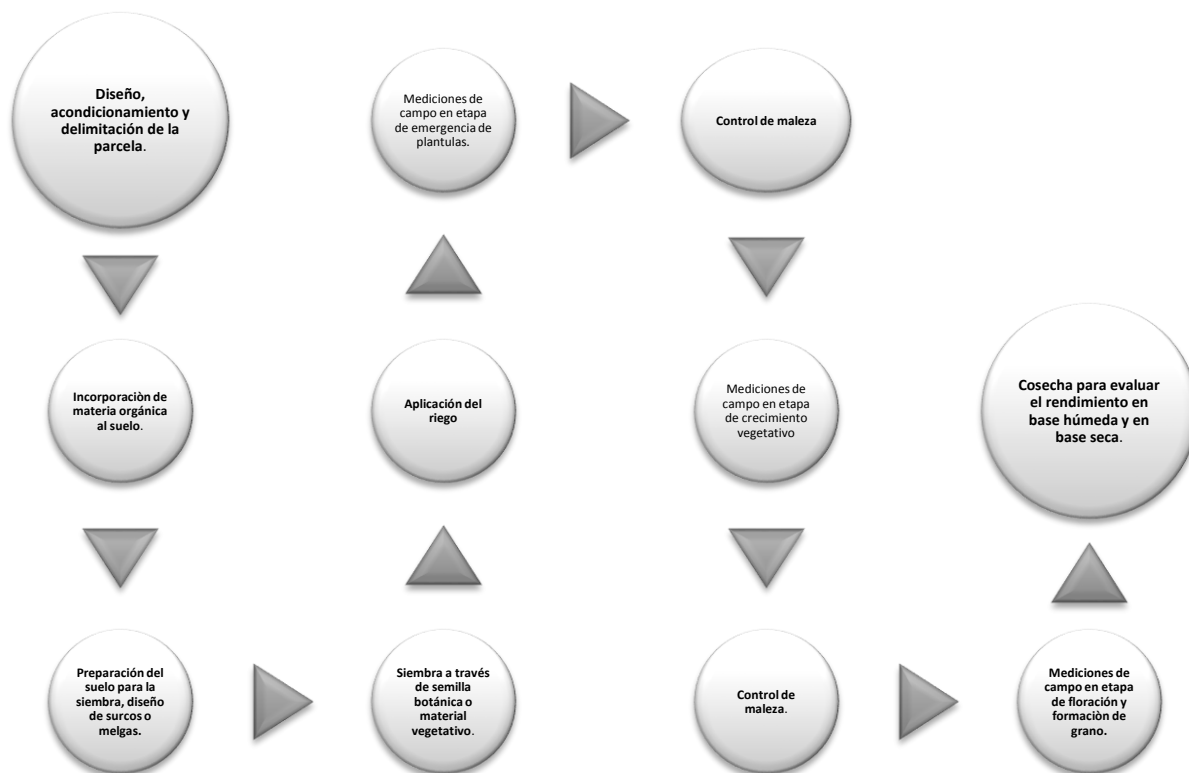 Diseño,
acondicionamiento y
delimitación de la
parcela.
Incorporaciòn de
materia orgánica
al suelo.
Preparación del
suelo para la
siembra, diseño
de surcos o
melgas.
Siembra a través
de semilla
botánica o
material
vegetativo.
Aplicación del
riego
Mediciones de
campo en etapa
de emergencia de
plantulas.
Control de maleza
Mediciones de
campo en etapa
de crecimiento
vegetativo
Control de
maleza.
Mediciones de
campo en etapa
de floración y
formaciòn de
grano.
Cosecha para evaluar
el rendimiento en
base húmeda y en
base seca.